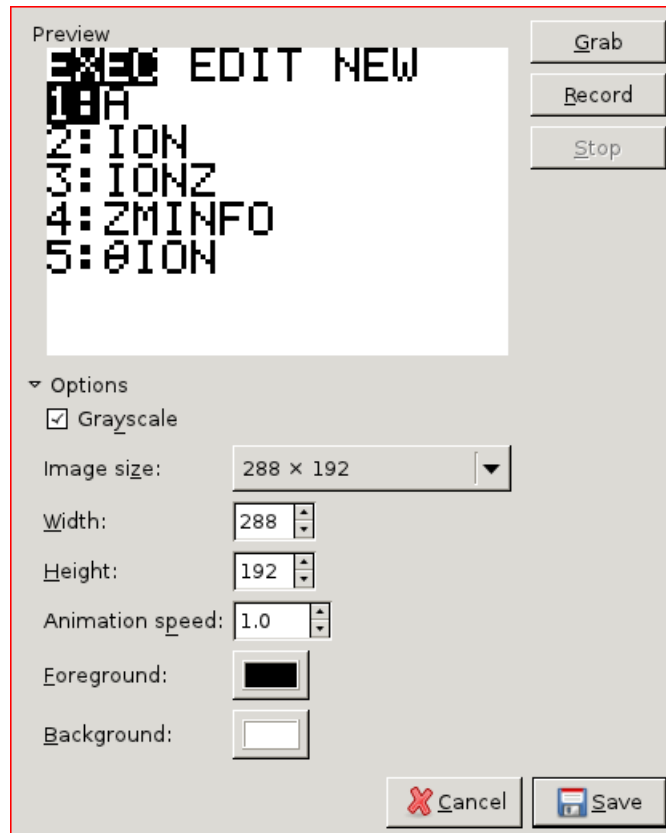 Preview
EXEC EDIT NEW
1:A
2:ION
3:IONZ
4:ZMINFO
5:θION
Grab
Record
Stop
Options
Grayscale
Image size: 288 × 192
Width: 288
Height: 192
Animation speed: 1.0
Foreground:
Background:
Cancel Save